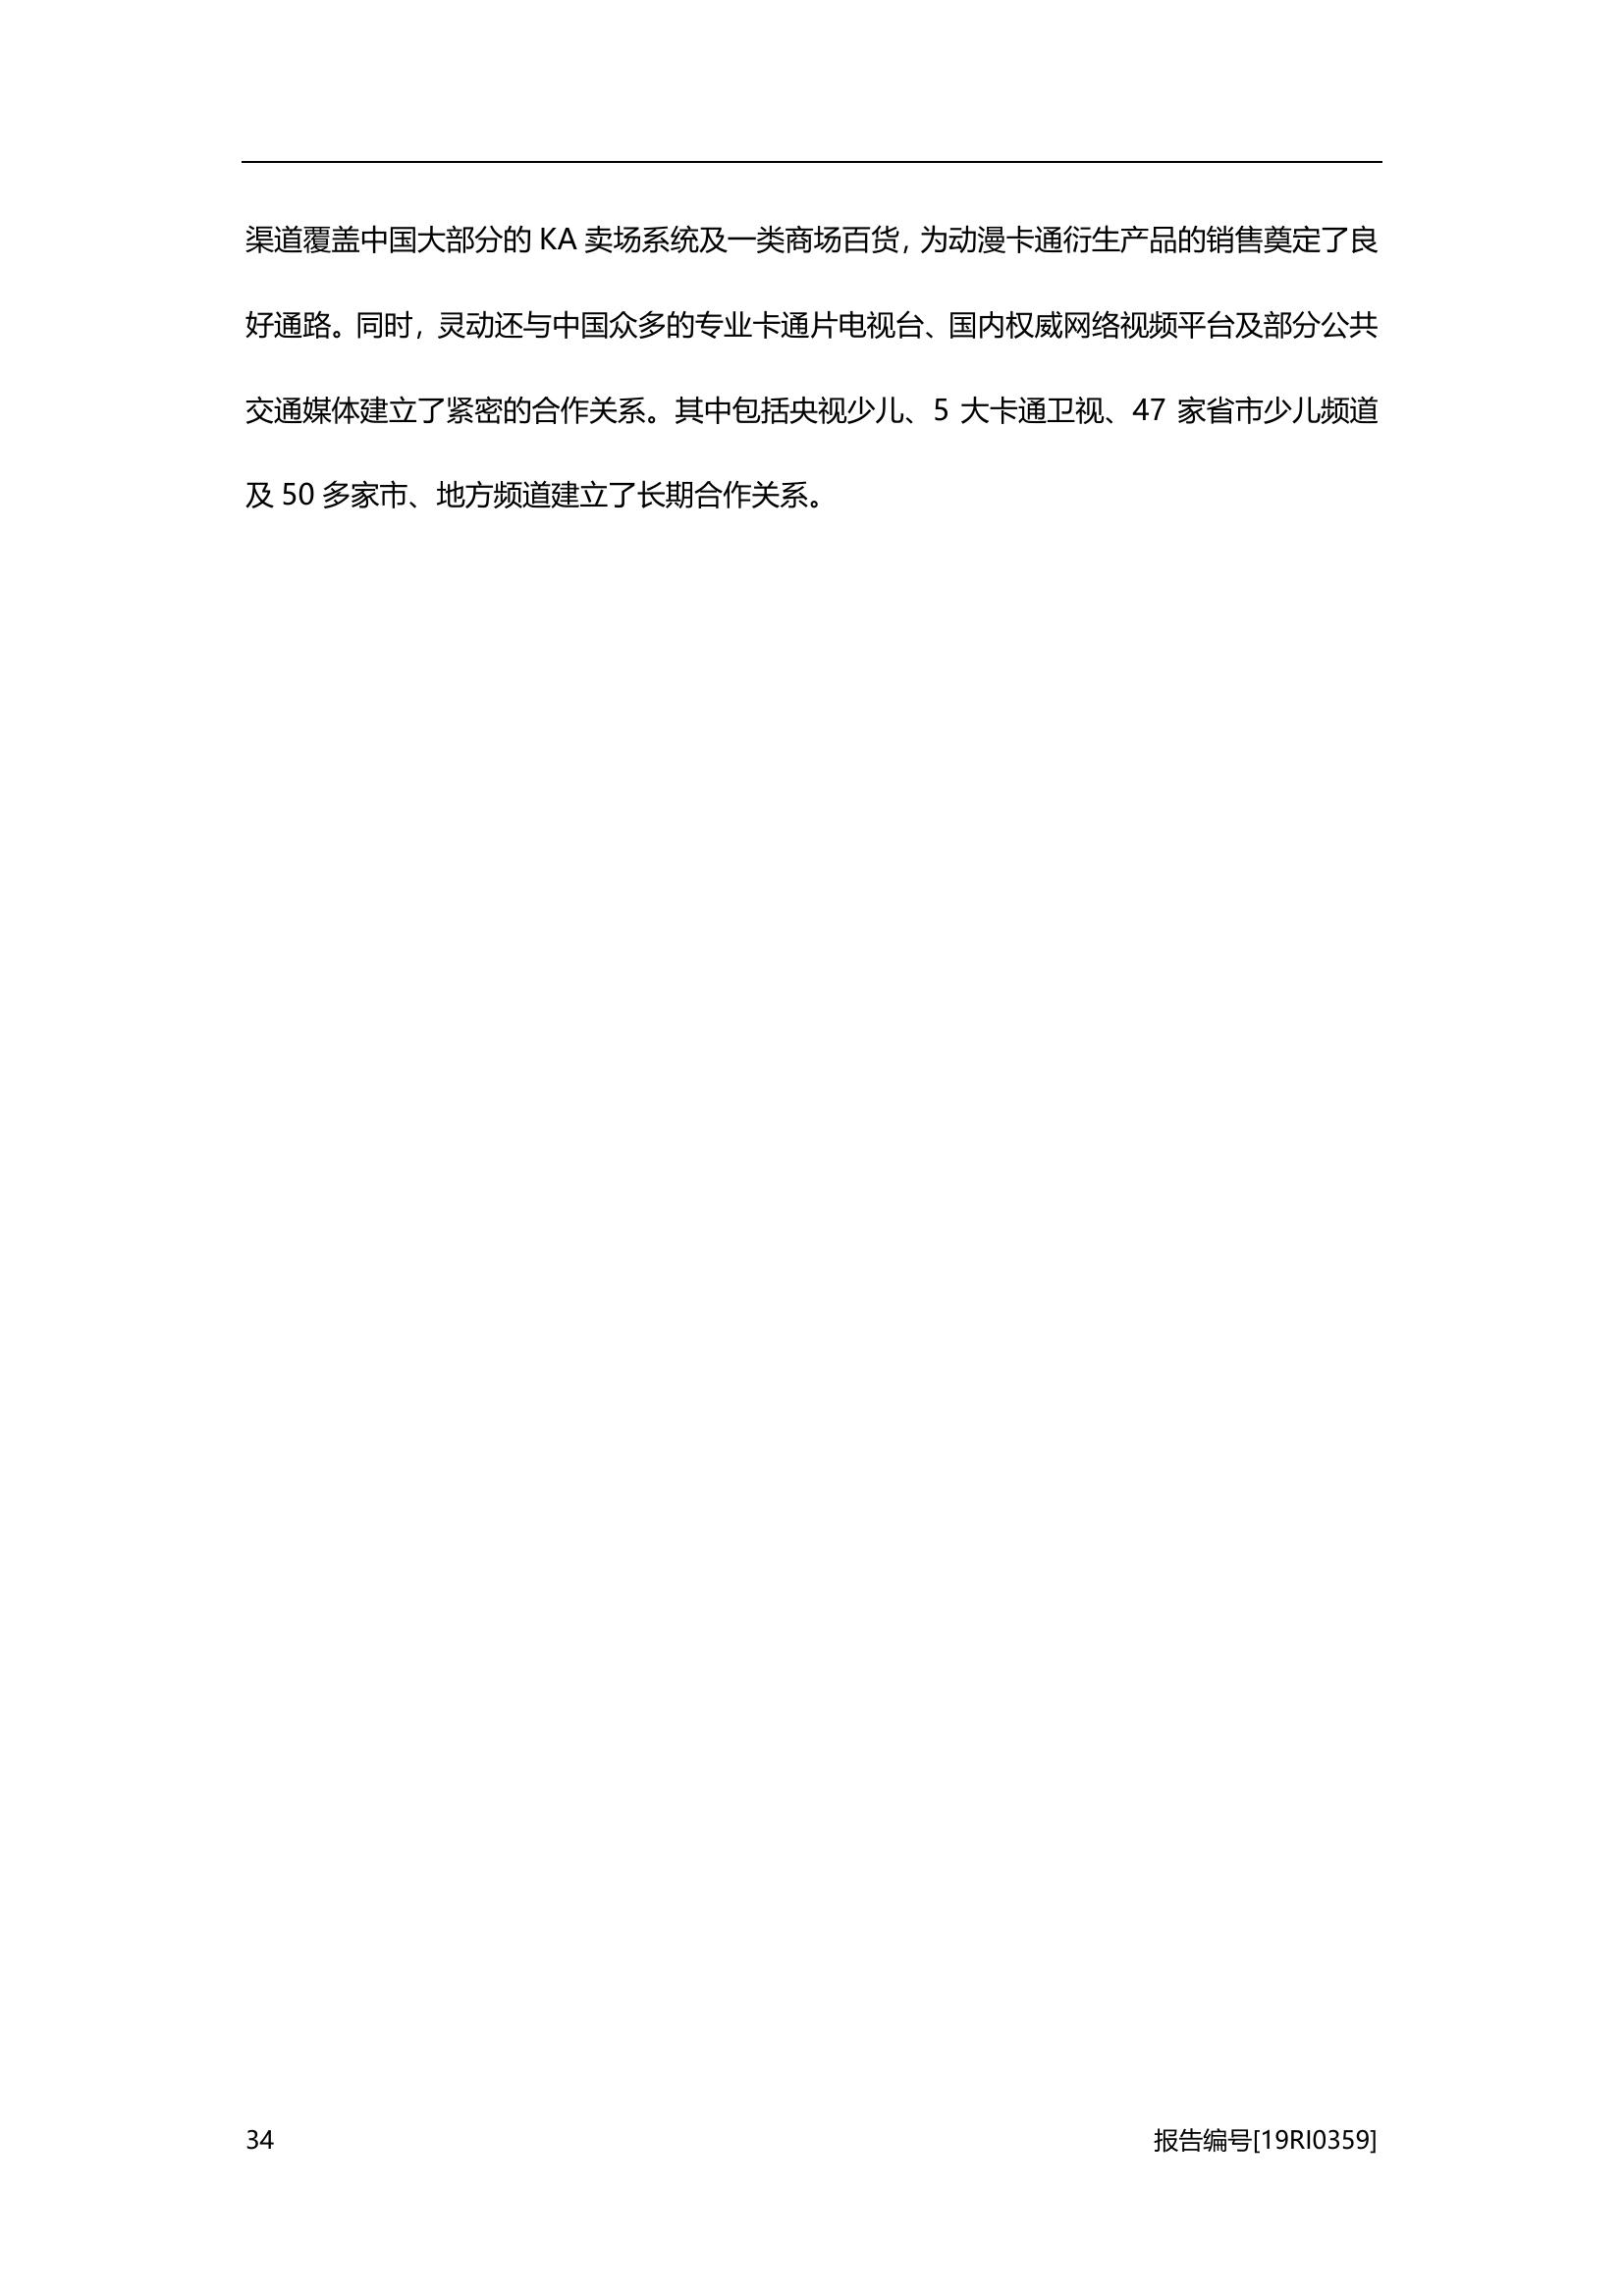 渠道覆盖中国大部分的 KA 卖场系统及一类商场百货，为动漫卡通衍生产品的销售奠定了良
好通路。同时，灵动还与中国众多的专业卡通片电视台、国内权威网络视频平台及部分公共
交通媒体建立了紧密的合作关系。其中包括央视少儿、5 大卡通卫视、47 家省市少儿频道
及 50 多家市、地方频道建立了长期合作关系。
34
报告编号[19RI0359]